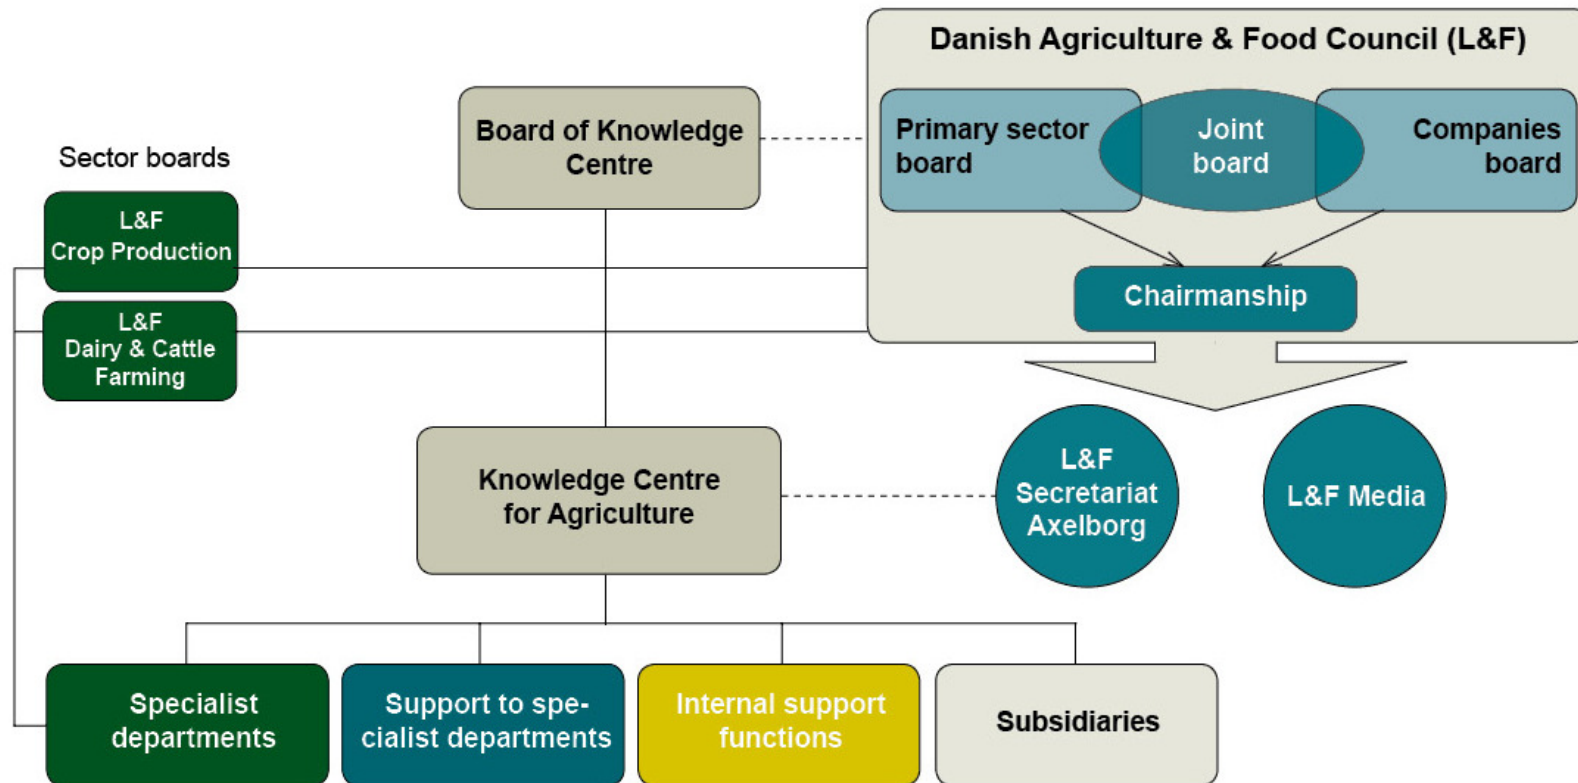 Danish Agriculture & Food Council (L&F)
Primary sector
board
Joint
board
Companies
board
Chairmanship
Board of Knowledge
Centre
Sector boards
L&F
Crop Production
L&F
Dairy & Cattle
Farming
Knowledge Centre
for Agriculture
L&F
Secretariat
Axelborg
L&F Media
Specialist
departments
Support to spe-
cialist departments
Internal support
functions
Subsidiaries